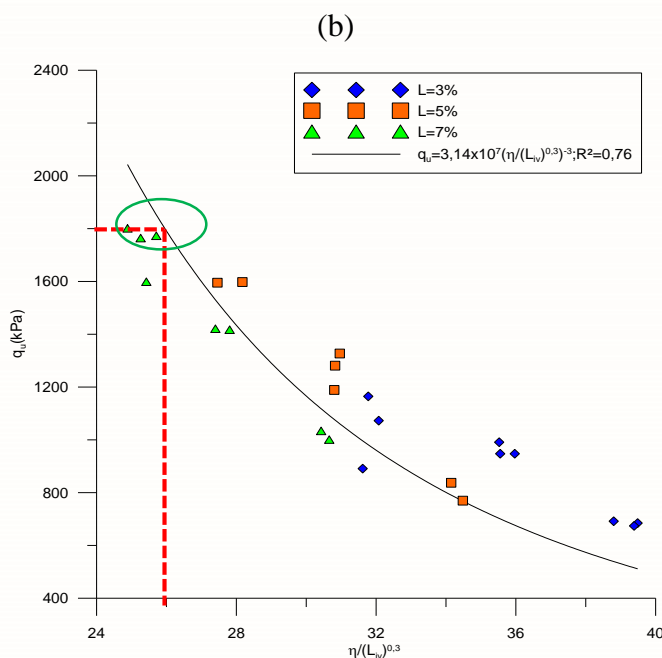 (b)
2400
2000
1600
1200
800
400
qu(kPa)
L=3%
L=5%
L=7%
qu=3,14x10⁷(η/(Liv)⁰,³)⁻³;R²=0,76
24 28 32 36 40
η/(Liv)⁰,³